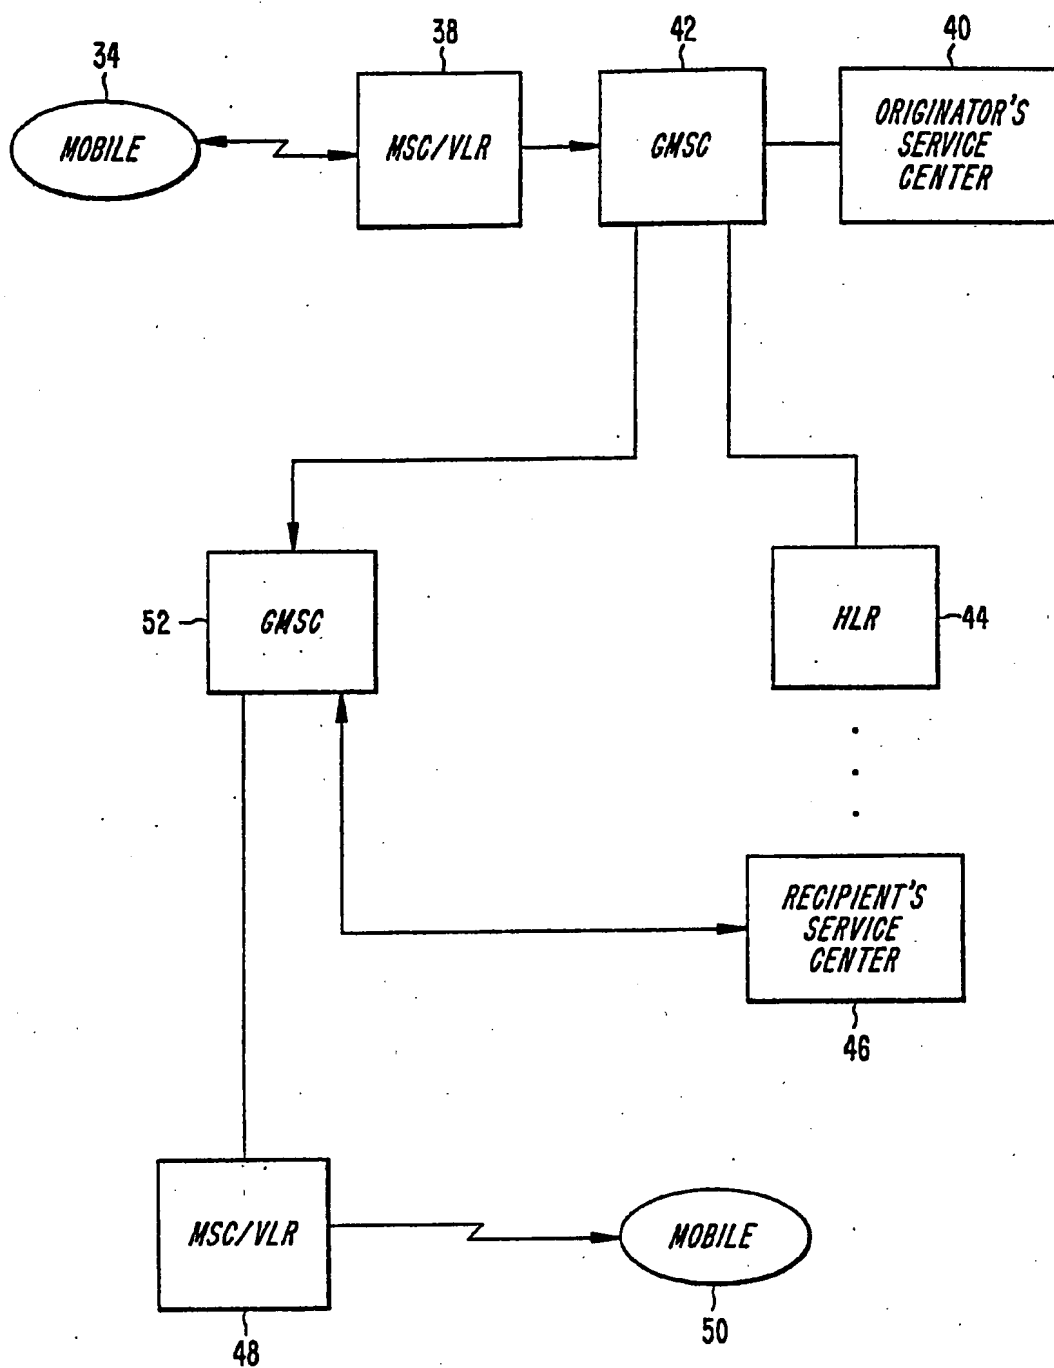 34
38
42
40
MOBILE
MSC/VLR
GMSC
ORIGINATOR'S
SERVICE
CENTER
52
GMSC
HLR
44
RECIPIENT'S
SERVICE
CENTER
46
MSC/VLR
MOBILE
48
50